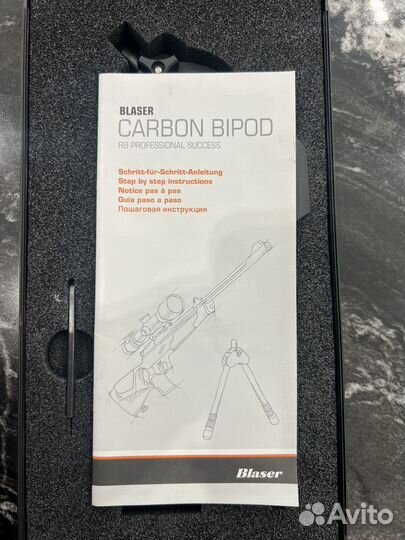 BLASER
CARBON BIPOD
R8 PROFESSIONAL SUCCESS
Schritt-für-Schritt-Anleitung
Step by step instructions
Notice pas à pas
Guía paso a paso
Пошаговая инструкция
Blaser
Avito